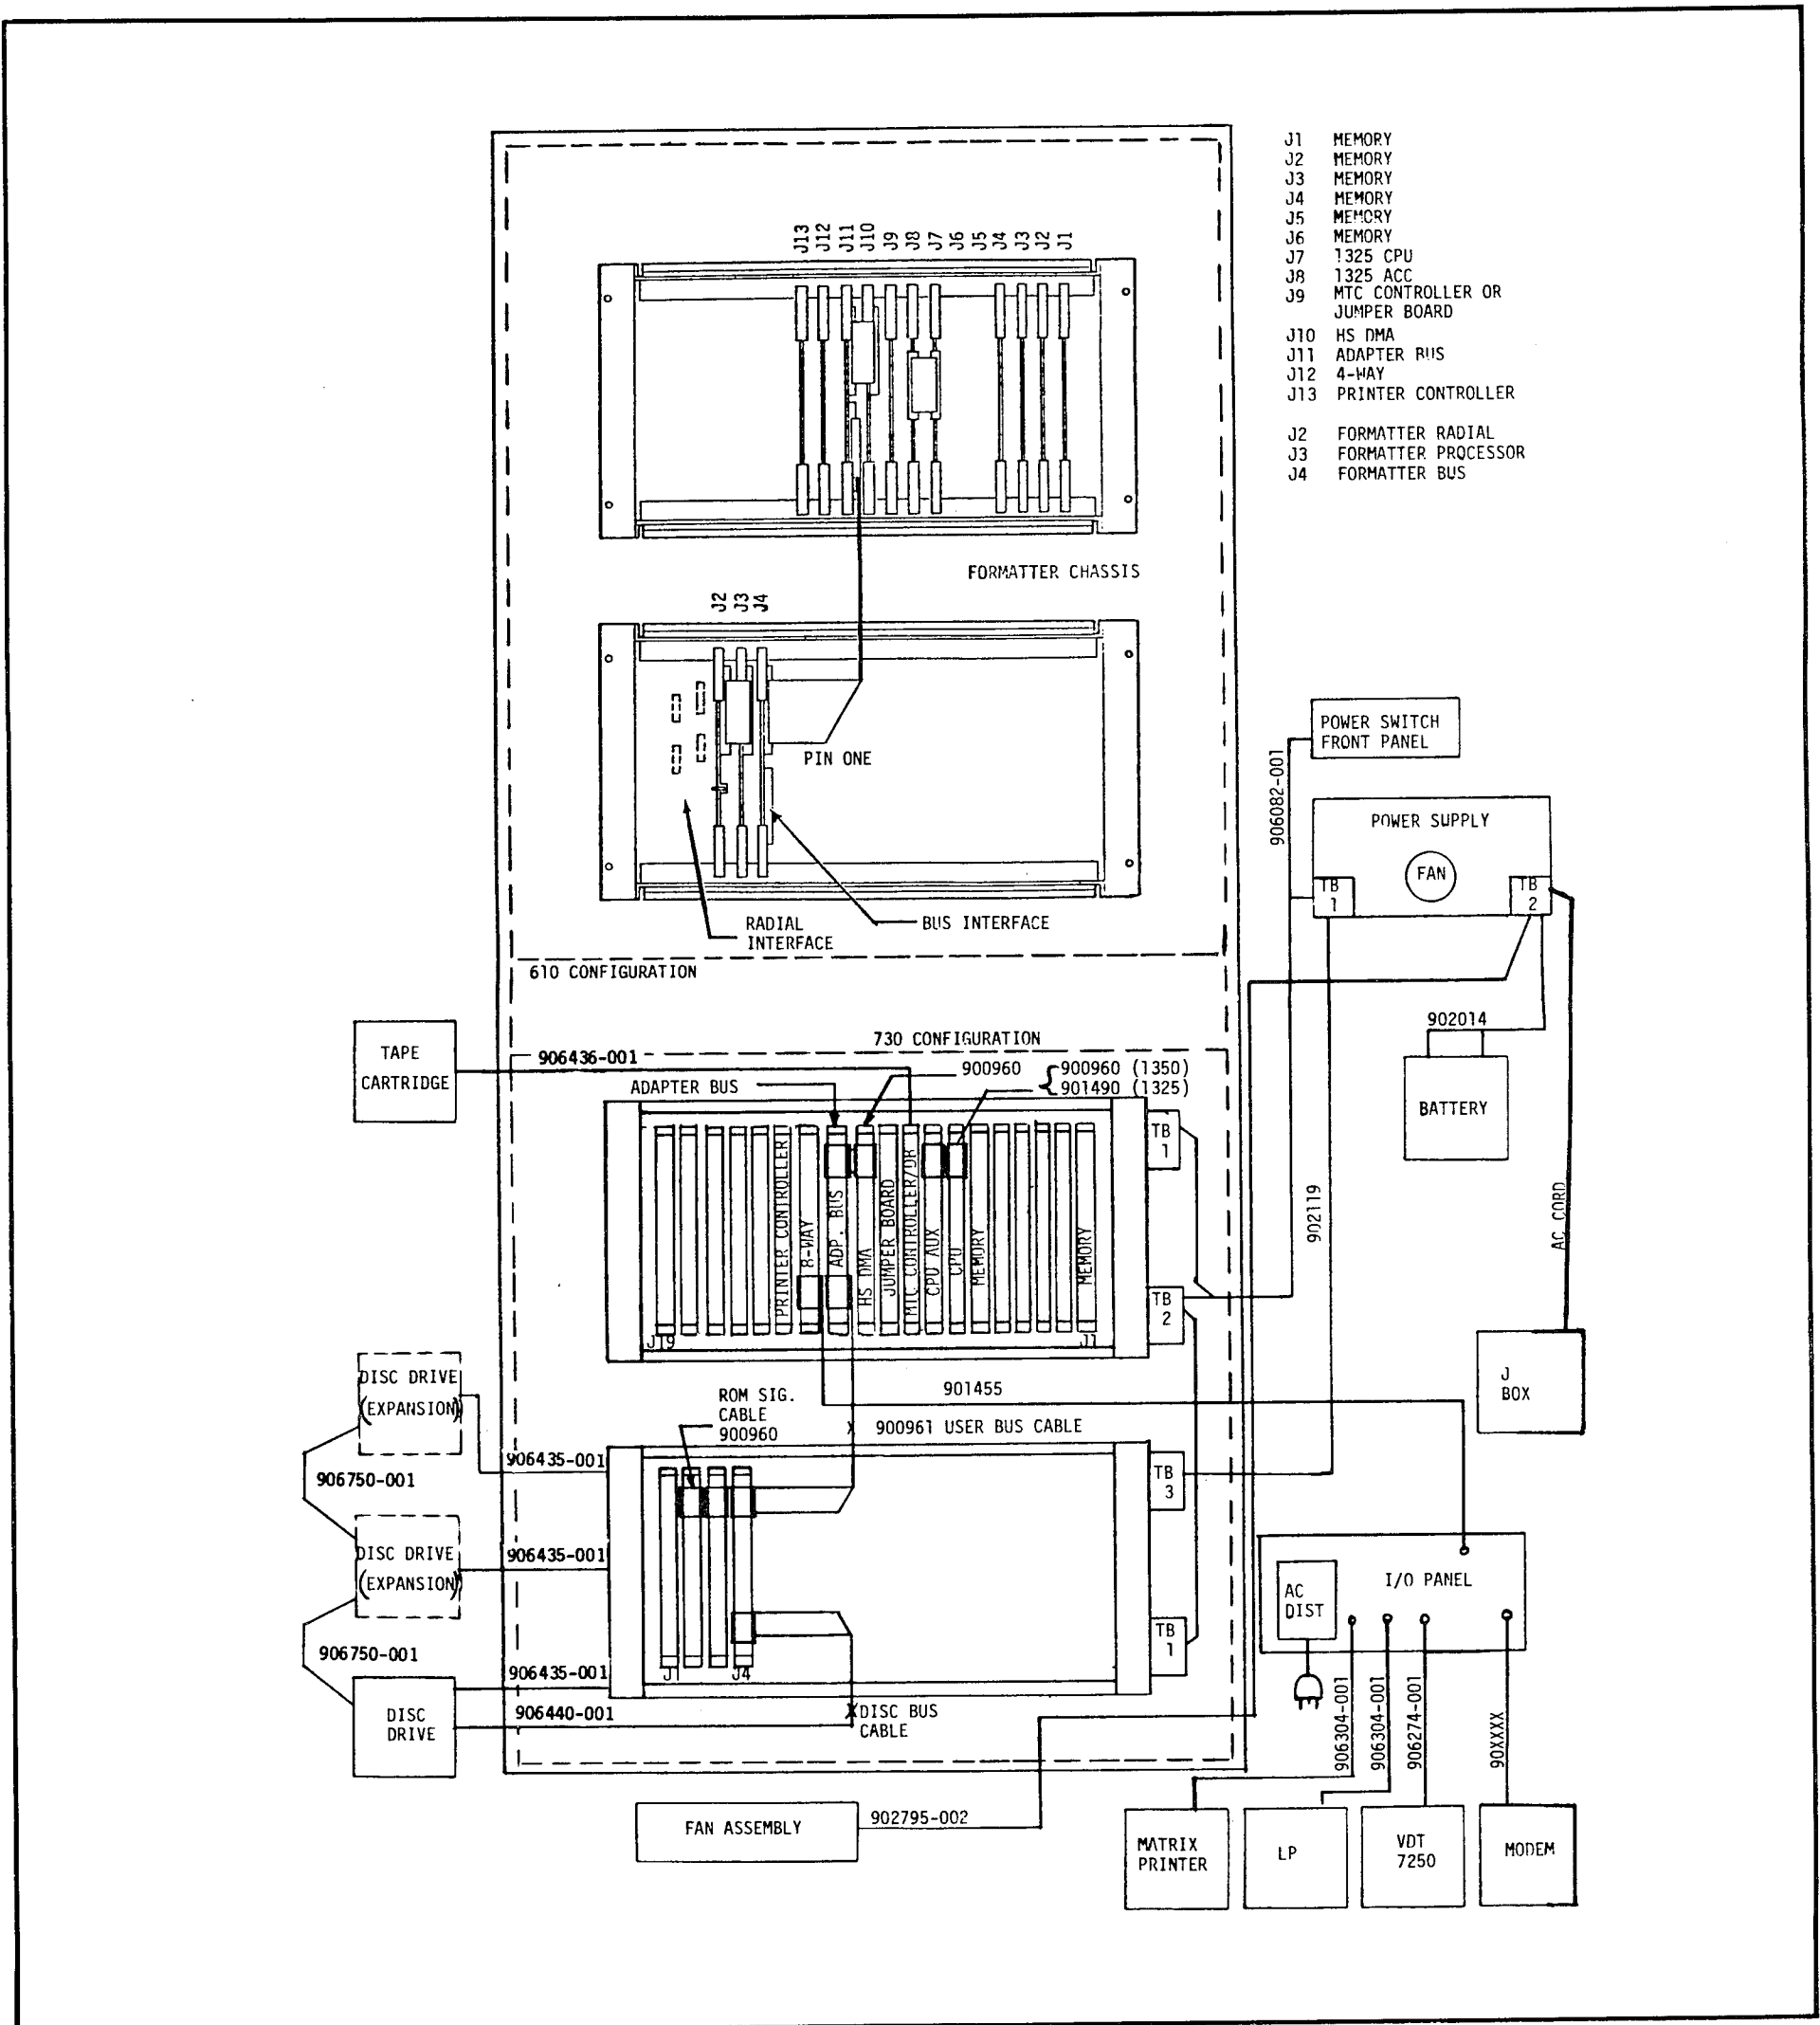 J1 MEMORY
J2 MEMORY
J3 MEMORY
J4 MEMORY
J5 MEMORY
J6 MEMORY
J7 1325 CPU
J8 1325 ACC
J9 MTC CONTROLLER OR
JUMPER BOARD
J10 HS DMA
J11 ADAPTER BUS
J12 4-WAY
J13 PRINTER CONTROLLER
J2 FORMATTER RADIAL
J3 FORMATTER PROCESSOR
J4 FORMATTER BUS
J13 J12 J11 J10 J9 J8 J7 J6 J5 J4 J3 J2 J1
FORMATTER CHASSIS
J2 J3 J4
PIN ONE
RADIAL
INTERFACE
BUS INTERFACE
610 CONFIGURATION
POWER SWITCH
FRONT PANEL
906082-001
POWER SUPPLY
FAN
TB
1
TB
2
902014
BATTERY
902119
AC CORD
J
BOX
TAPE
CARTRIDGE
906436-001
730 CONFIGURATION
ADAPTER BUS
900960
900960 (1350)
901490 (1325)
PRINTER CONTROLLER
8-WAY
ADP. BUS
HS DMA
JUMPER BOARD
MTC CONTROLLER/DR
CPU AUX
CPU
MEMORY
MEMORY
J19
J1
TB
1
TB
2
901455
ROM SIG.
CABLE
900960
X 900961 USER BUS CABLE
DISC DRIVE
(EXPANSION)
906435-001
906750-001
DISC DRIVE
(EXPANSION)
906435-001
906750-001
DISC
DRIVE
906435-001
906440-001
J1
J4
TB
3
TB
1
X DISC BUS
CABLE
I/O PANEL
AC
DIST
906304-001
906304-001
906274-001
90XXXX
FAN ASSEMBLY
902795-002
MATRIX
PRINTER
LP
VDT
7250
MODEM